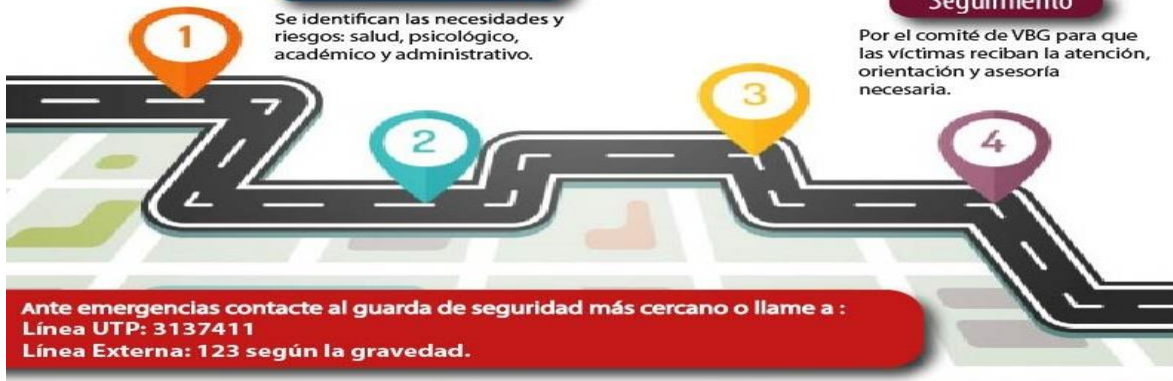 Se identifican las necesidades y
riesgos: salud, psicológico,
académico y administrativo.
Seguimiento
Por el comité de VBG para que
las víctimas reciban la atención,
orientación y asesoría
necesaria.
1
2
3
4
Ante emergencias contacte al guarda de seguridad más cercano o llame a :
Línea UTP: 3137411
Línea Externa: 123 según la gravedad.